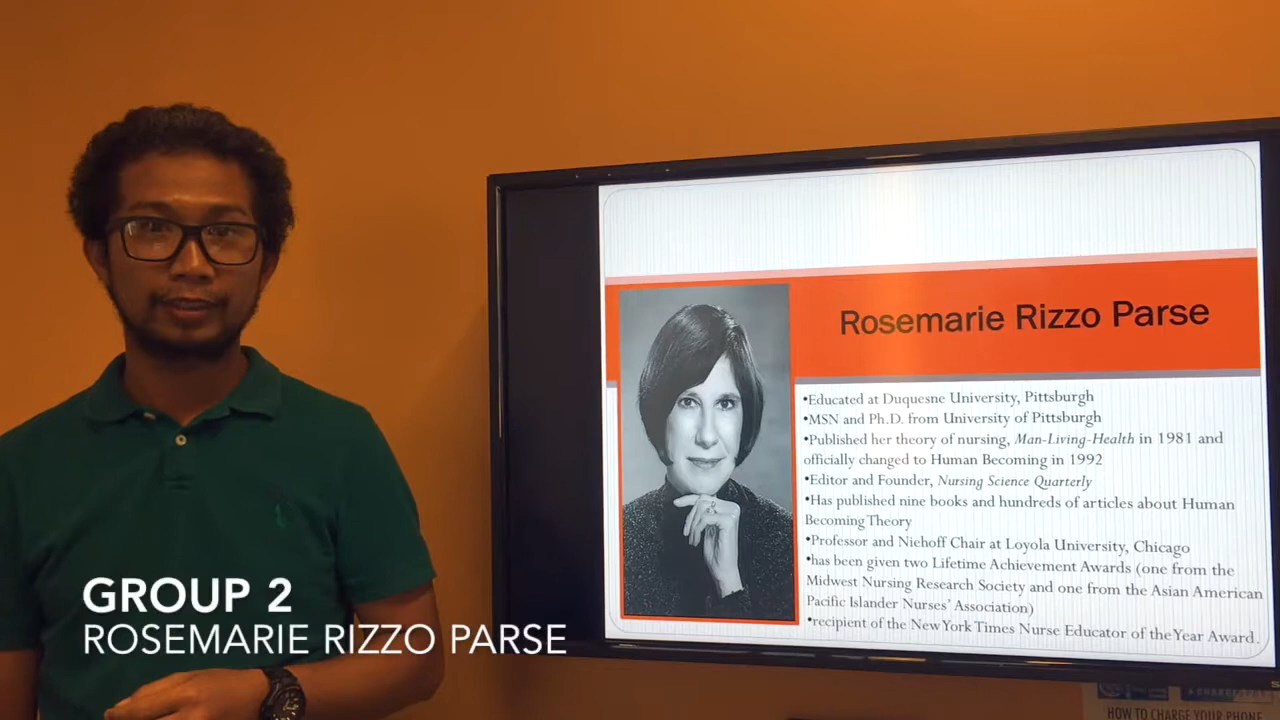 Rosemarie Rizzo Parse
•Educated at Duquesne University, Pittsburgh
•MSN and Ph.D. from University of Pittsburgh
•Published her theory of nursing, Man-Living-Health in 1981 and
officially changed to Human Becoming in 1992
•Editor and Founder, Nursing Science Quarterly
•Has published nine books and hundreds of articles about Human
Becoming Theory
•Professor and Niehoff Chair at Loyola University, Chicago
•has been given two Lifetime Achievement Awards (one from the
Midwest Nursing Research Society and one from the Asian American
Pacific Islander Nurses' Association)
•recipient of the New York Times Nurse Educator of the Year Award.
GROUP 2
ROSEMARIE RIZZO PARSE
HOW TO CHARGE YOUR PHONE